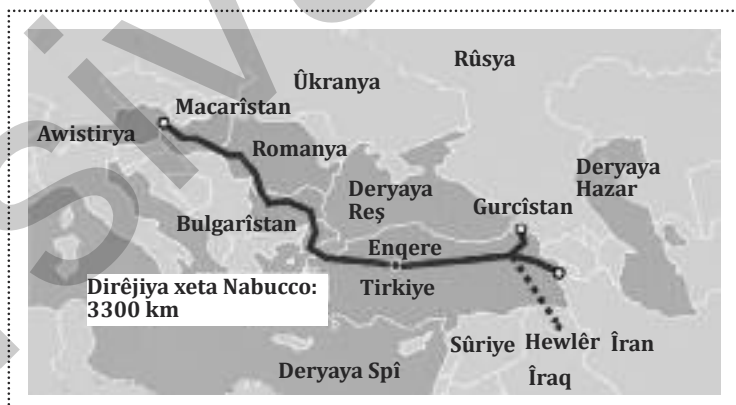 Rûsya
Ûkranya
Macarîstan
Awistirya
Romanya
Deryaya
Hazar
Deryaya
Reş
Gurcîstan
Bulgarîstan
Enqere
Dirêjiya xeta Nabucco:
3300 km
Tirkiye
Sûriye Hewlêr Îran
Deryaya Spî
Îraq